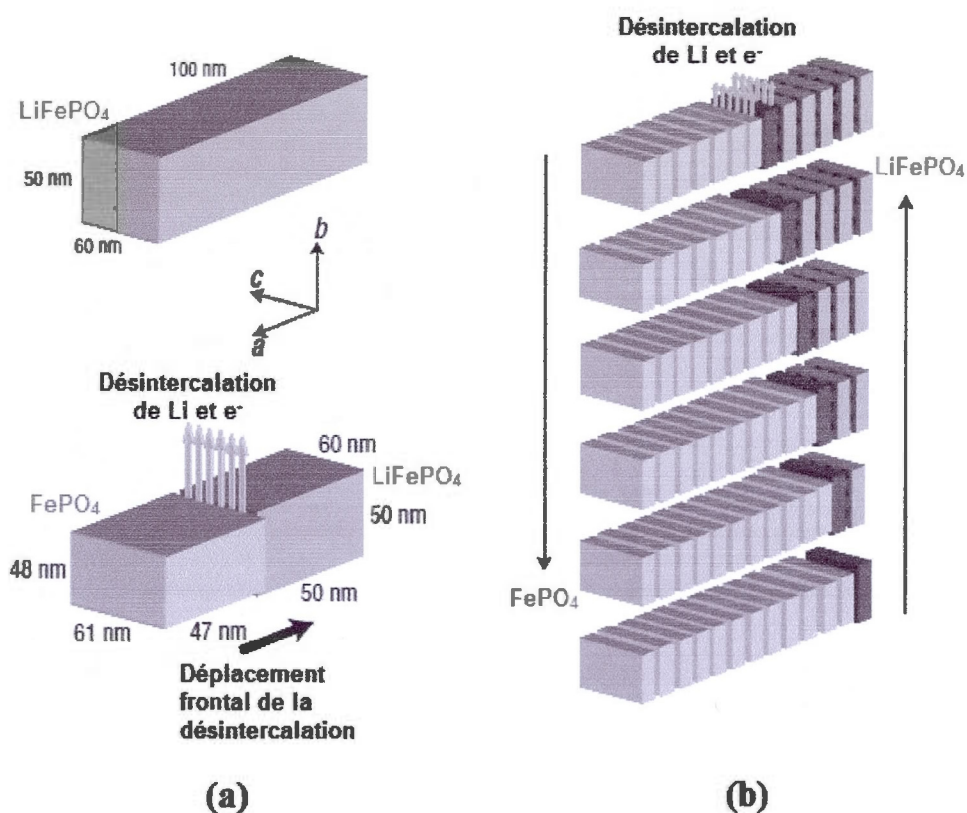 100 nm
LiFePO₄
50 nm
60 nm
b
c
a
Désintercalation
de Li et e⁻
60 nm
FePO₄
LiFePO₄
50 nm
48 nm
50 nm
61 nm
47 nm
Déplacement
frontal de la
désintercalation
(a)
Désintercalation
de Li et e⁻
LiFePO₄
FePO₄
(b)